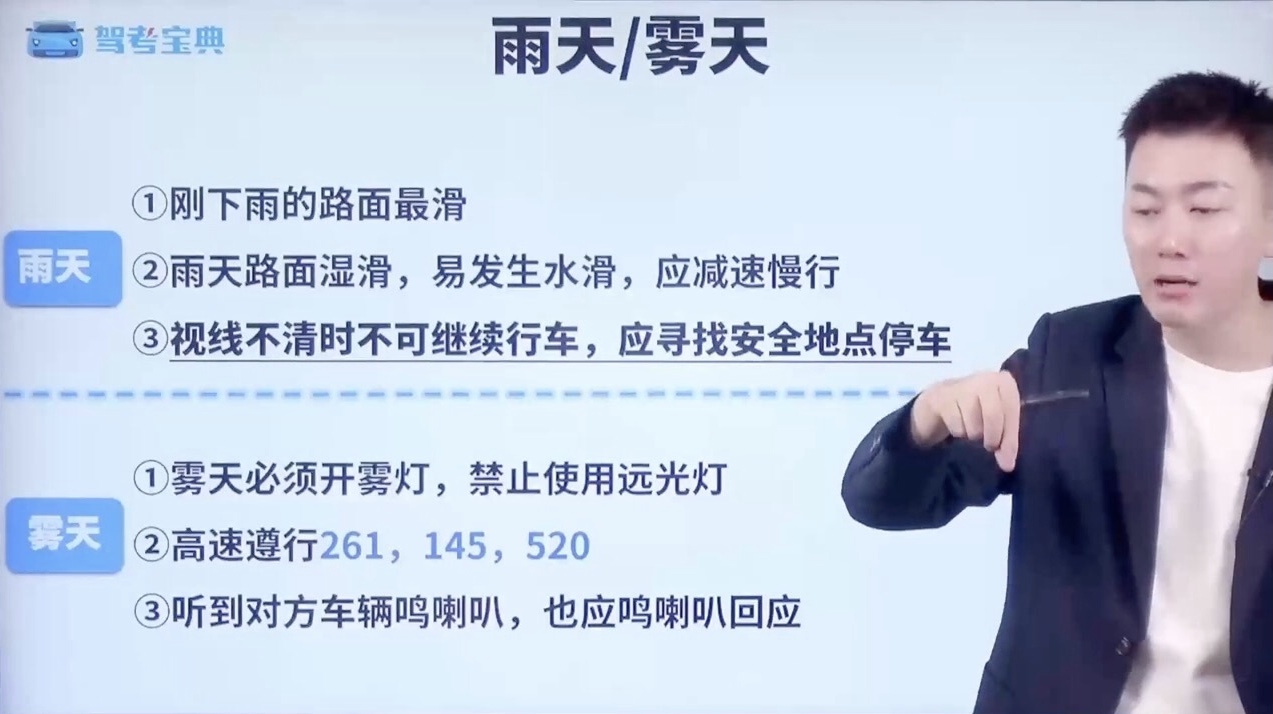 驾考宝典
雨天/雾天
雨天
①刚下雨的路面最滑
②雨天路面湿滑，易发生水滑，应减速慢行
③视线不清时不可继续行车，应寻找安全地点停车
雾天
①雾天必须开雾灯，禁止使用远光灯
②高速遵行261，145，520
③听到对方车辆鸣喇叭，也应鸣喇叭回应